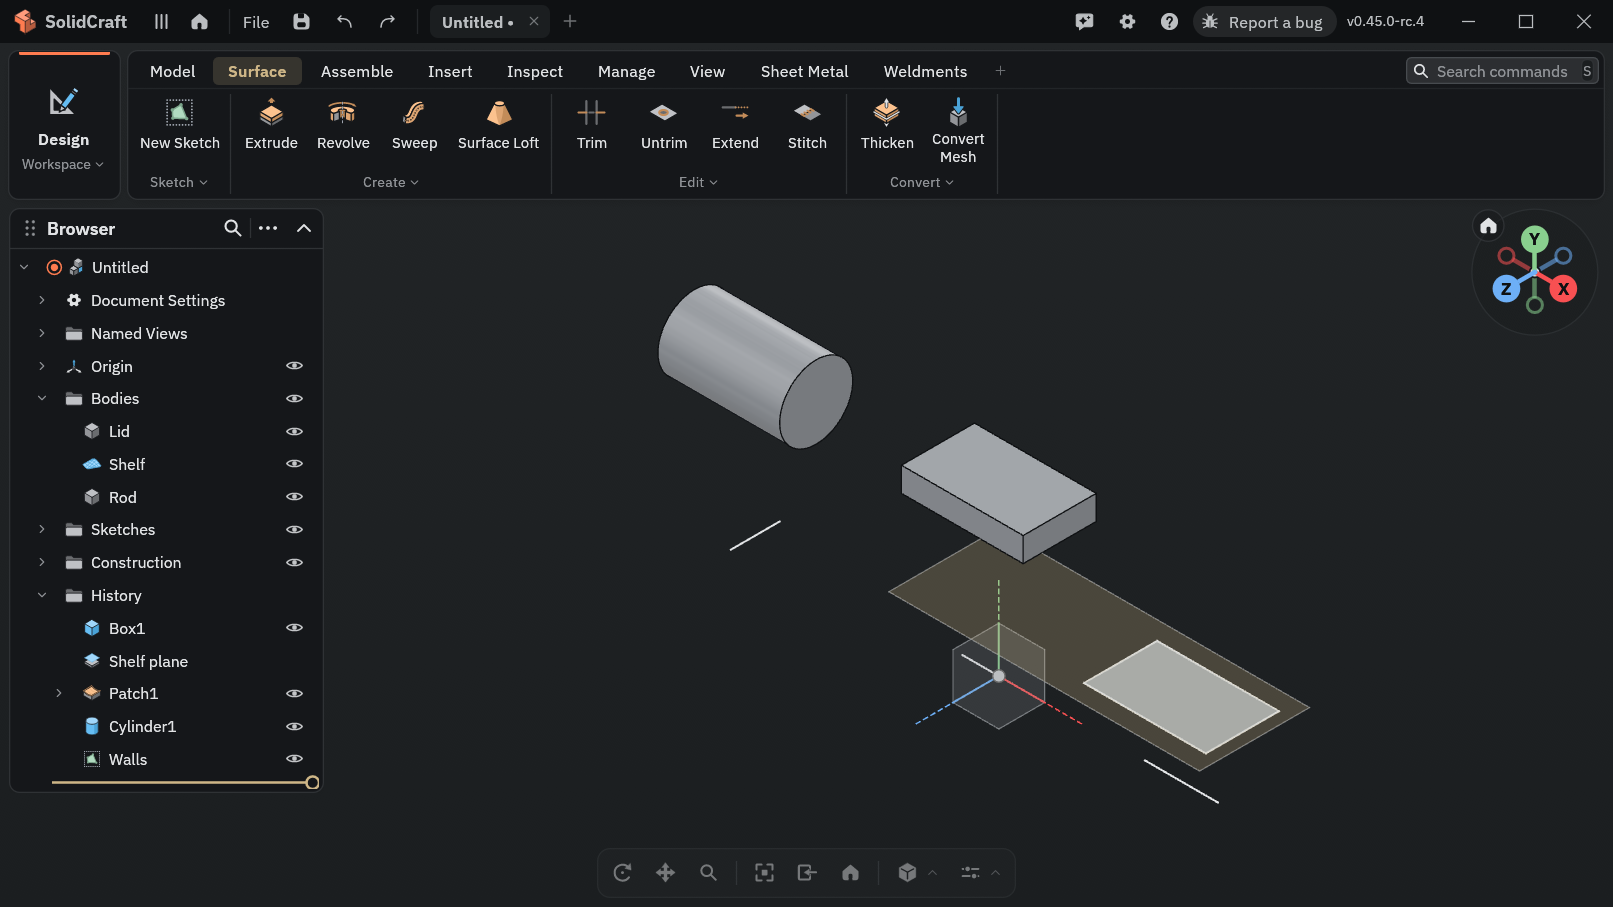 SolidCraft
File
Untitled •
Report a bug
v0.45.0-rc.4
Design
Workspace
Model
Surface
Assemble
Insert
Inspect
Manage
View
Sheet Metal
Weldments
Search commands
S
New Sketch
Extrude
Revolve
Sweep
Surface Loft
Trim
Untrim
Extend
Stitch
Thicken
Convert
Mesh
Sketch
Create
Edit
Convert
Browser
Untitled
Document Settings
Named Views
Origin
Bodies
Lid
Shelf
Rod
Sketches
Construction
History
Box1
Shelf plane
Patch1
Cylinder1
Walls
Y
Z
X